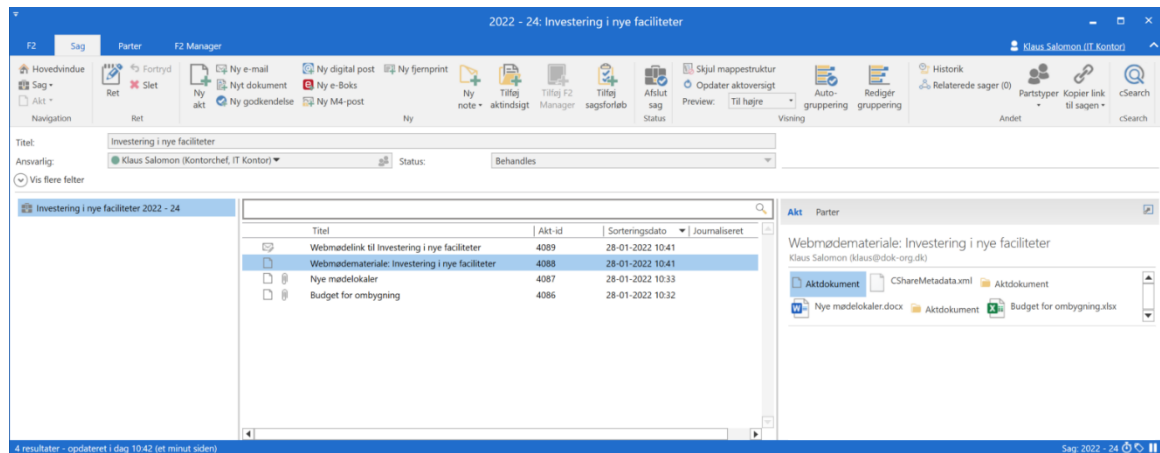 2022 - 24: Investering i nye faciliteter
F2 Sag Parter F2 Manager Klaus Salomon (IT Kontor)
Hovedvindue
Sag
Akt
Navigation
Ret
Fortryd
Slet
Ret
Ny akt
Ny e-mail
Nyt dokument
Ny godkendelse
Ny digital post
Ny e-Boks
Ny M4-post
Ny fjernprint
Ny note
Tilføj aktindsigt
Tilføj F2 Manager
Tilføj sagsforløb
Ny
Afslut sag
Status
Skjul mappestruktur
Opdater aktoversigt
Preview: Til højre
Auto-gruppering
Redigér gruppering
Visning
Historik
Relaterede sager (0)
Partstyper
Kopier link til sagen
Andet
cSearch
cSearch
Titel: Investering i nye faciliteter
Ansvarlig: Klaus Salomon (Kontorchef, IT Kontor) Status: Behandles
Vis flere felter
Investering i nye faciliteter 2022 - 24
Titel Akt-id Sorteringsdato Journaliseret
Webmødelink til Investering i nye faciliteter 4089 28-01-2022 10:41
Webmødemateriale: Investering i nye faciliteter 4088 28-01-2022 10:41
Nye mødelokaler 4087 28-01-2022 10:33
Budget for ombygning 4086 28-01-2022 10:32
Akt Parter
Webmødemateriale: Investering i nye faciliteter
Klaus Salomon (klaus@dok-org.dk)
Aktdokument CShareMetadata.xml Aktdokument
Nye mødelokaler.docx Aktdokument Budget for ombygning.xlsx
4 resultater - opdateret i dag 10:42 (et minut siden) Sag: 2022 - 24